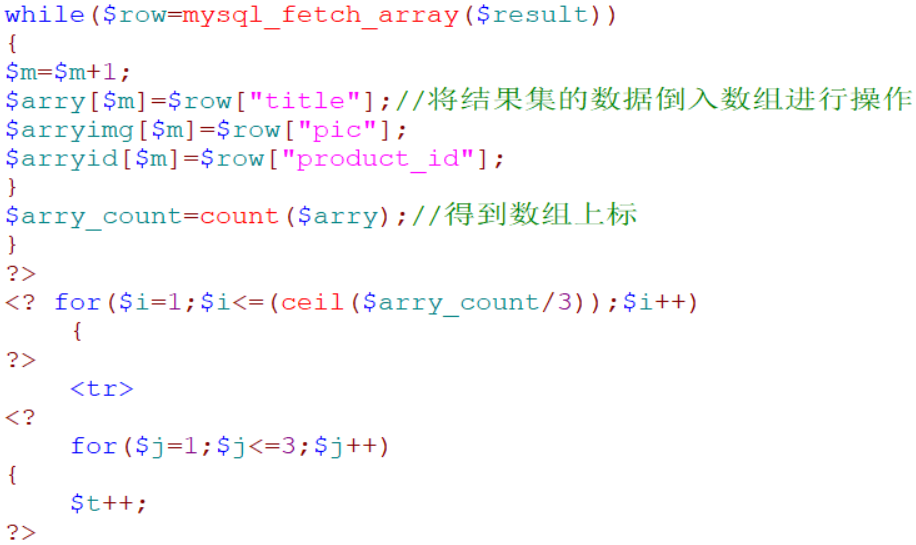 while($row=mysql_fetch_array($result))
{
$m=$m+1;
$arry[$m]=$row["title"];//将结果集的数据倒入数组进行操作
$arryimg[$m]=$row["pic"];
$arryid[$m]=$row["product_id"];
}
$arry_count=count($arry);//得到数组上标
}
?>
<? for($i=1;$i<=(ceil($arry_count/3));$i++)
{
?>
<tr>
<?
for($j=1;$j<=3;$j++)
{
$t++;
?>